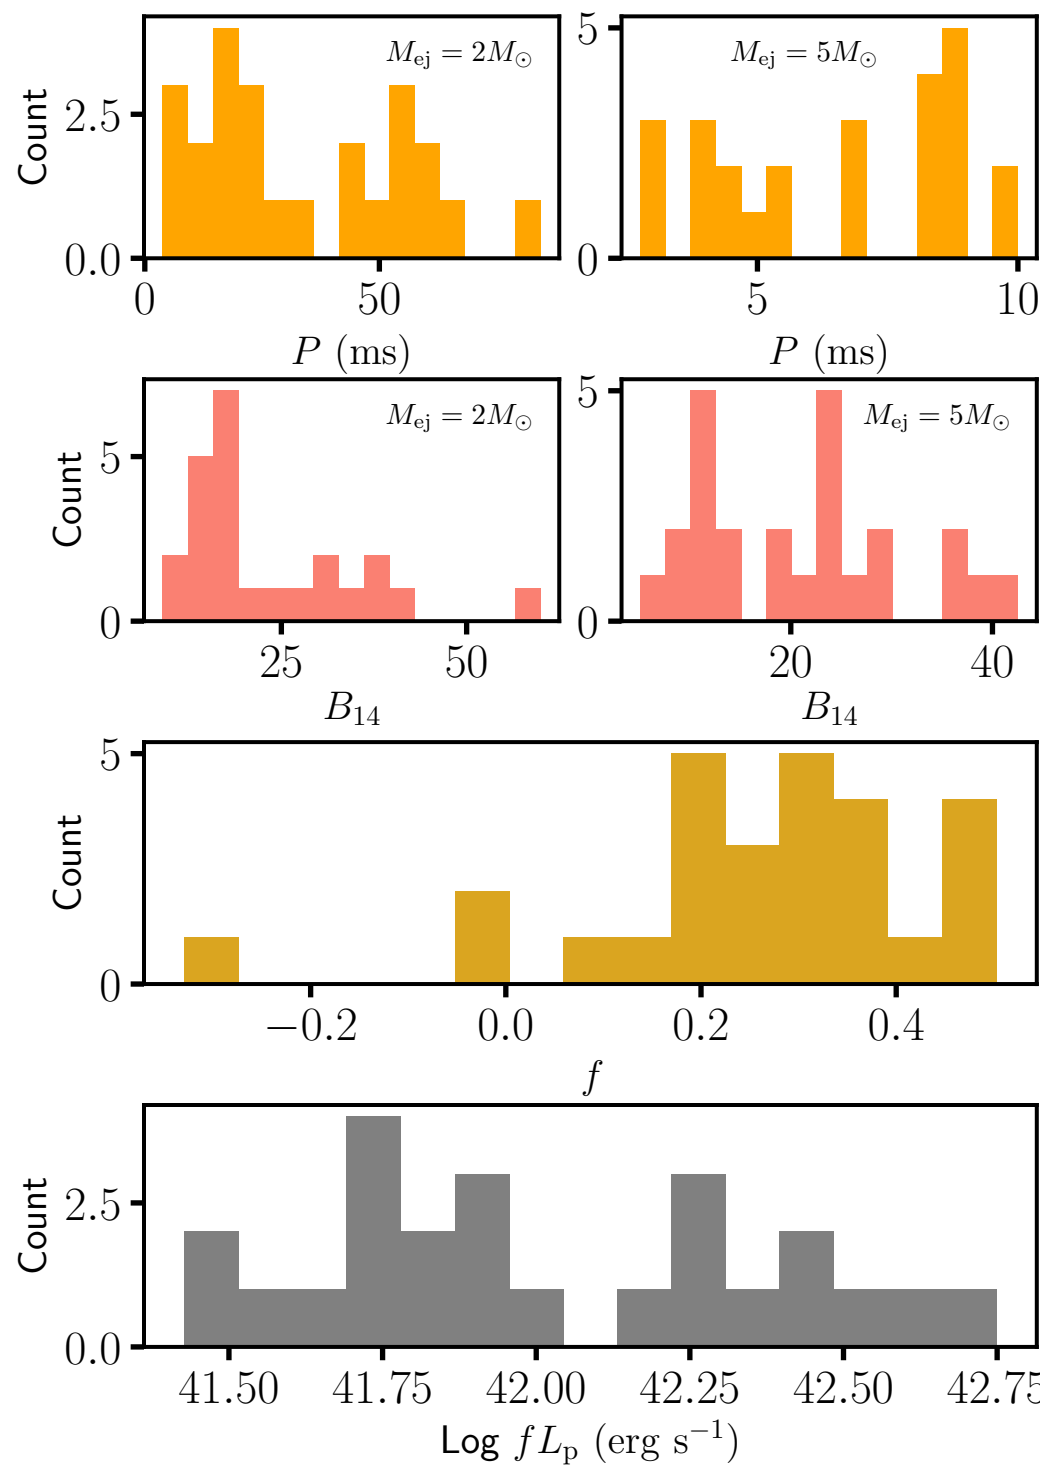 Count
2.5
0.0
M_ej = 2M_⊙
0 50
P (ms)
5
0
M_ej = 5M_⊙
5 10
P (ms)
Count
5
0
M_ej = 2M_⊙
25 50
B_14
5
0
M_ej = 5M_⊙
20 40
B_14
Count
5
0
−0.2 0.0 0.2 0.4
f
Count
2.5
0.0
41.50 41.75 42.00 42.25 42.50 42.75
Log fL_p (erg s⁻¹)